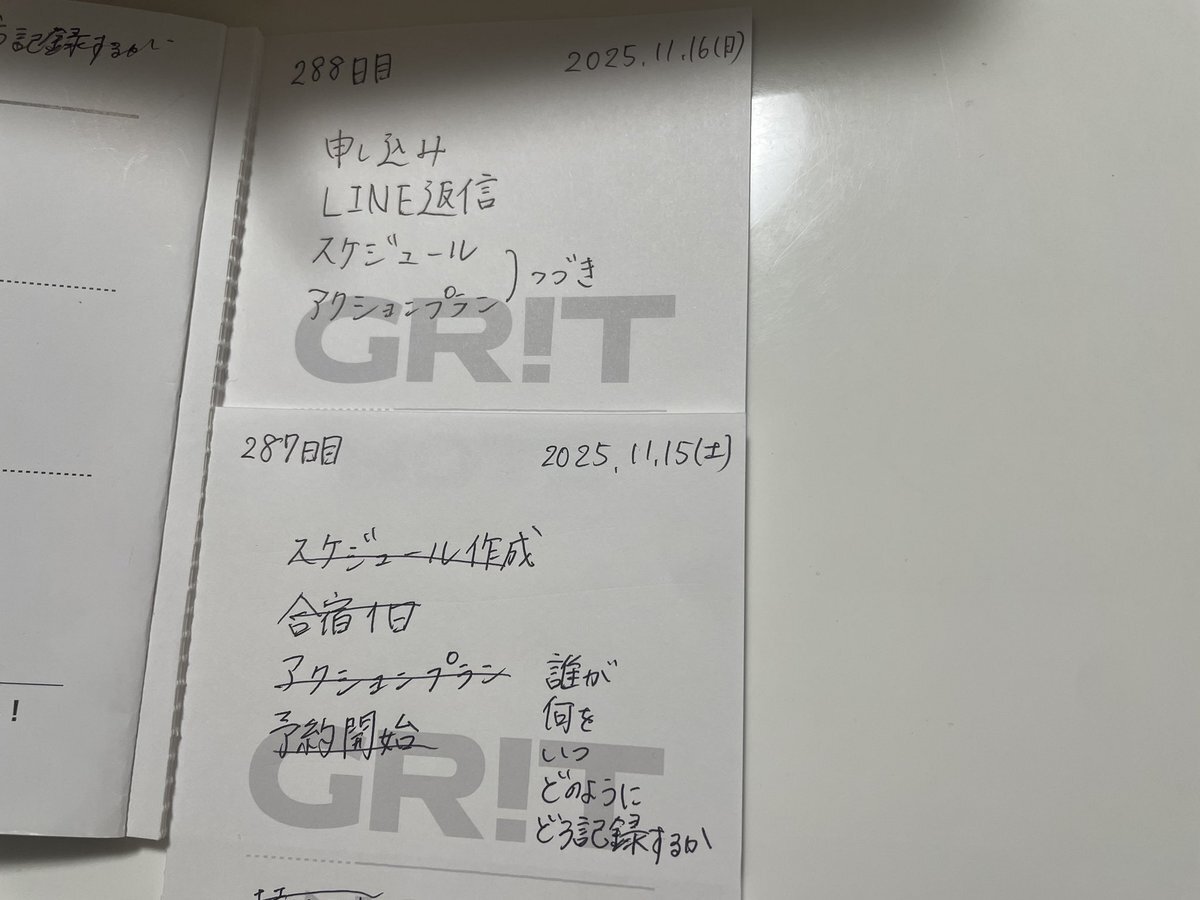 記録するか
288日目 2025.11.16(日)
申し込み
LINE返信
スケジュール
アクションプラン
つづき
GR!T
287日目 2025.11.15(土)
スケジュール作成
合宿1日
アクションプラン
予約開始
誰が
何を
いつ
どのように
どう記録するか
GR!T
!